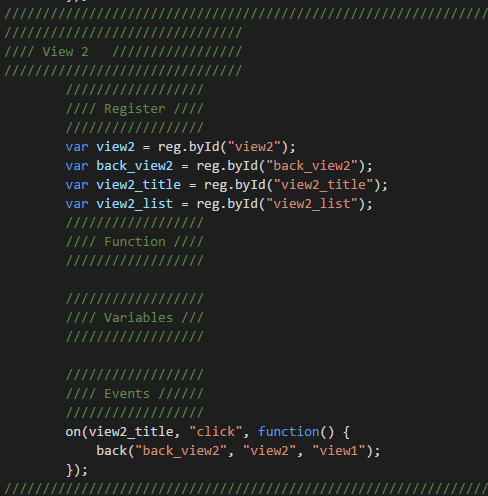 });
///////////////////////////////////////////////////////////////
///////////////////////////////
//// View 2   /////////////////
///////////////////////////////
        //////////////////
        //// Register ////
        //////////////////
        var view2 = reg.byId("view2");
        var back_view2 = reg.byId("back_view2");
        var view2_title = reg.byId("view2_title");
        var view2_list = reg.byId("view2_list");
        //////////////////
        //// Function ////
        //////////////////

        //////////////////
        //// Variables ///
        //////////////////

        //////////////////
        //// Events //////
        //////////////////
        on(view2_title, "click", function() {
            back("back_view2", "view2", "view1");
        });
///////////////////////////////////////////////////////////////